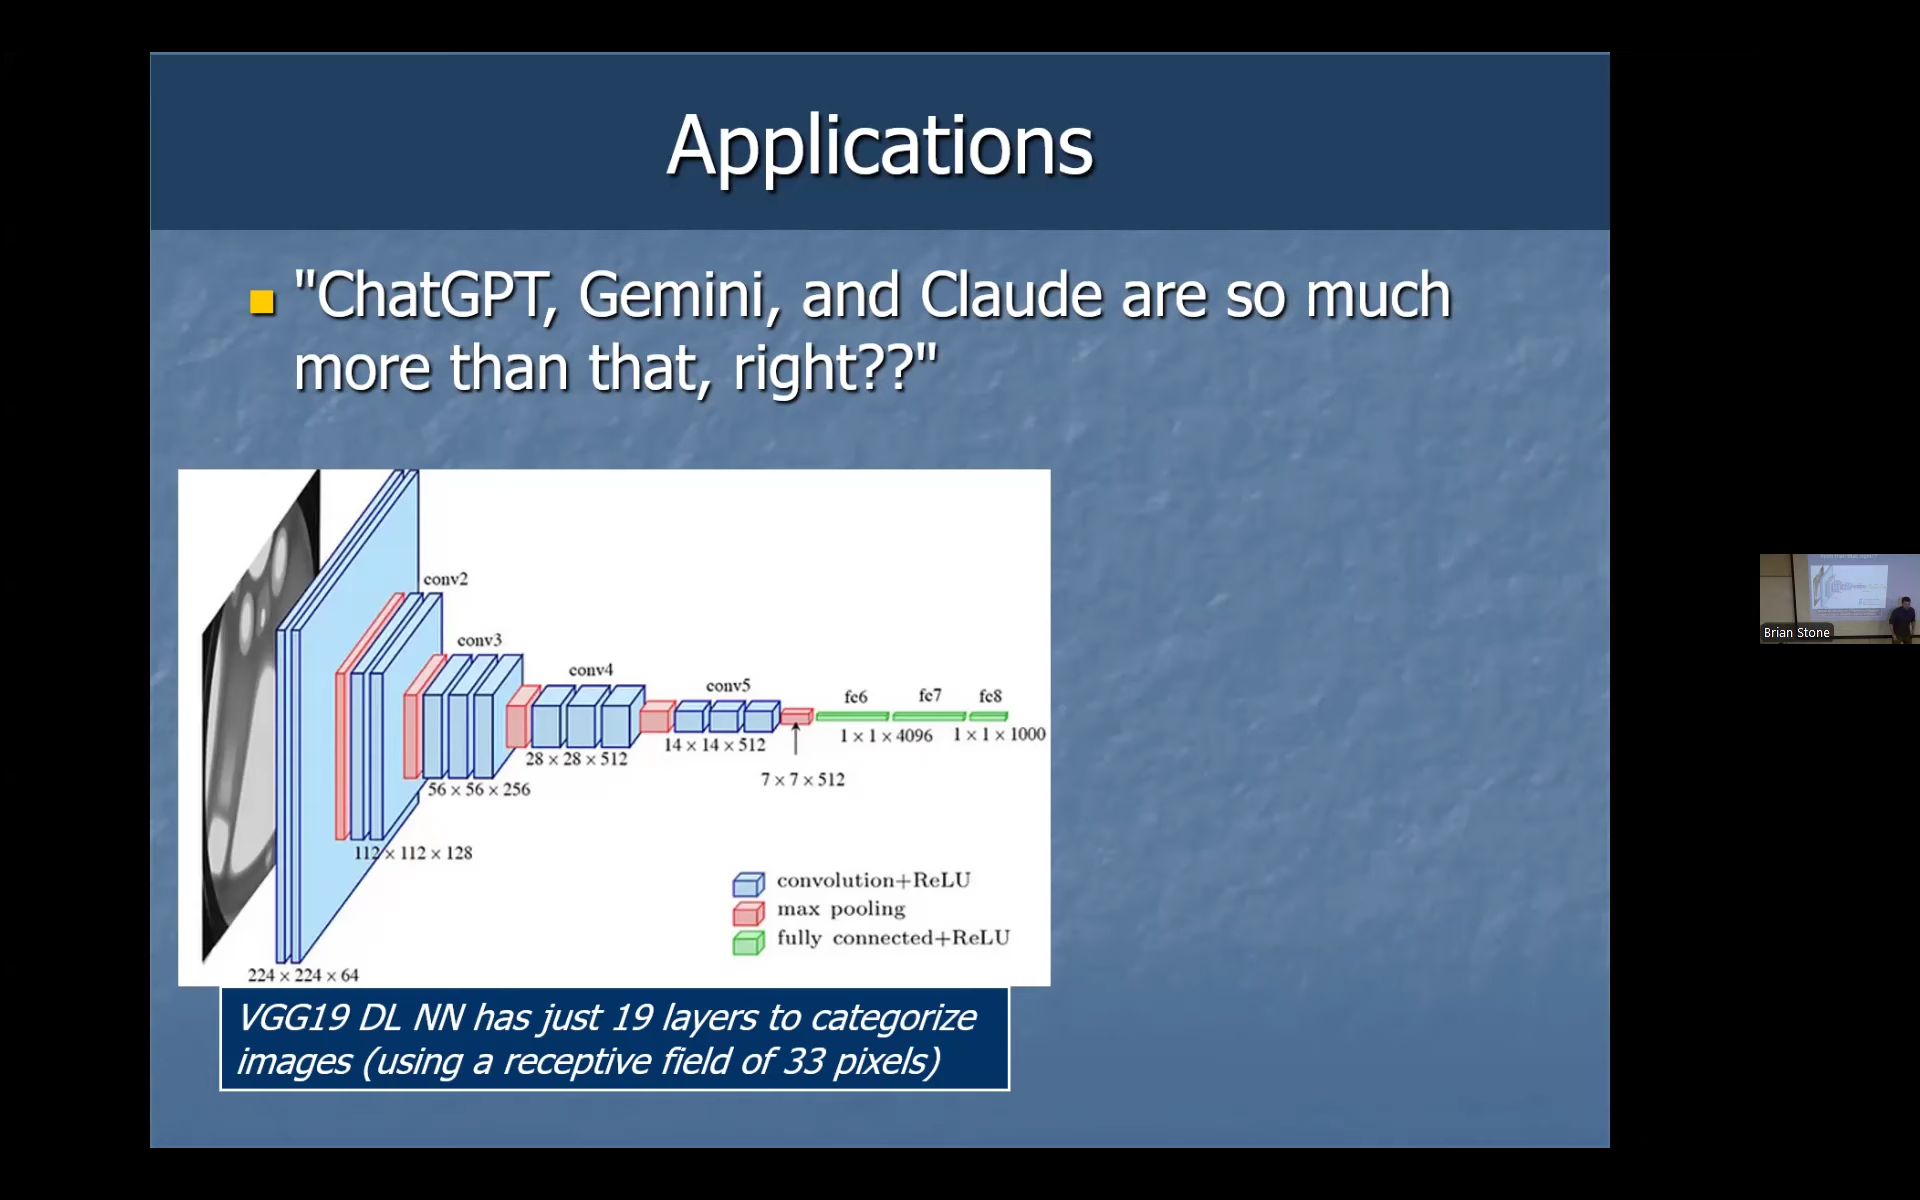 Applications
"ChatGPT, Gemini, and Claude are so much
more than that, right??"
conv2
conv3
conv4
conv5
fc6
fc7
fc8
1 × 1 × 4096
1 × 1 × 1000
14 × 14 × 512
28 × 28 × 512
7 × 7 × 512
56 × 56 × 256
112 × 112 × 128
convolution+ReLU
max pooling
fully connected+ReLU
224 × 224 × 64
VGG19 DL NN has just 19 layers to categorize
images (using a receptive field of 33 pixels)
Brian Stone